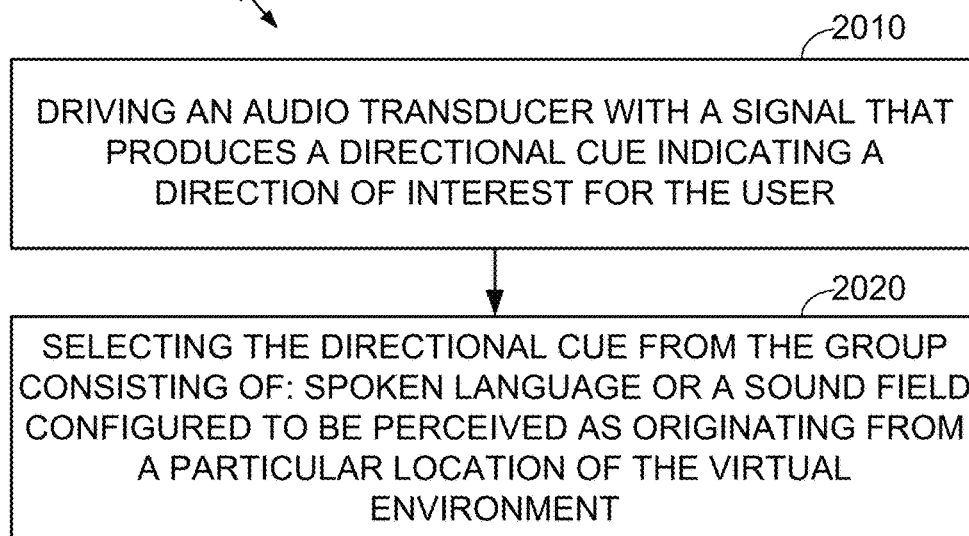 2010
DRIVING AN AUDIO TRANSDUCER WITH A SIGNAL THAT
PRODUCES A DIRECTIONAL CUE INDICATING A
DIRECTION OF INTEREST FOR THE USER
2020
SELECTING THE DIRECTIONAL CUE FROM THE GROUP
CONSISTING OF: SPOKEN LANGUAGE OR A SOUND FIELD
CONFIGURED TO BE PERCEIVED AS ORIGINATING FROM
A PARTICULAR LOCATION OF THE VIRTUAL
ENVIRONMENT